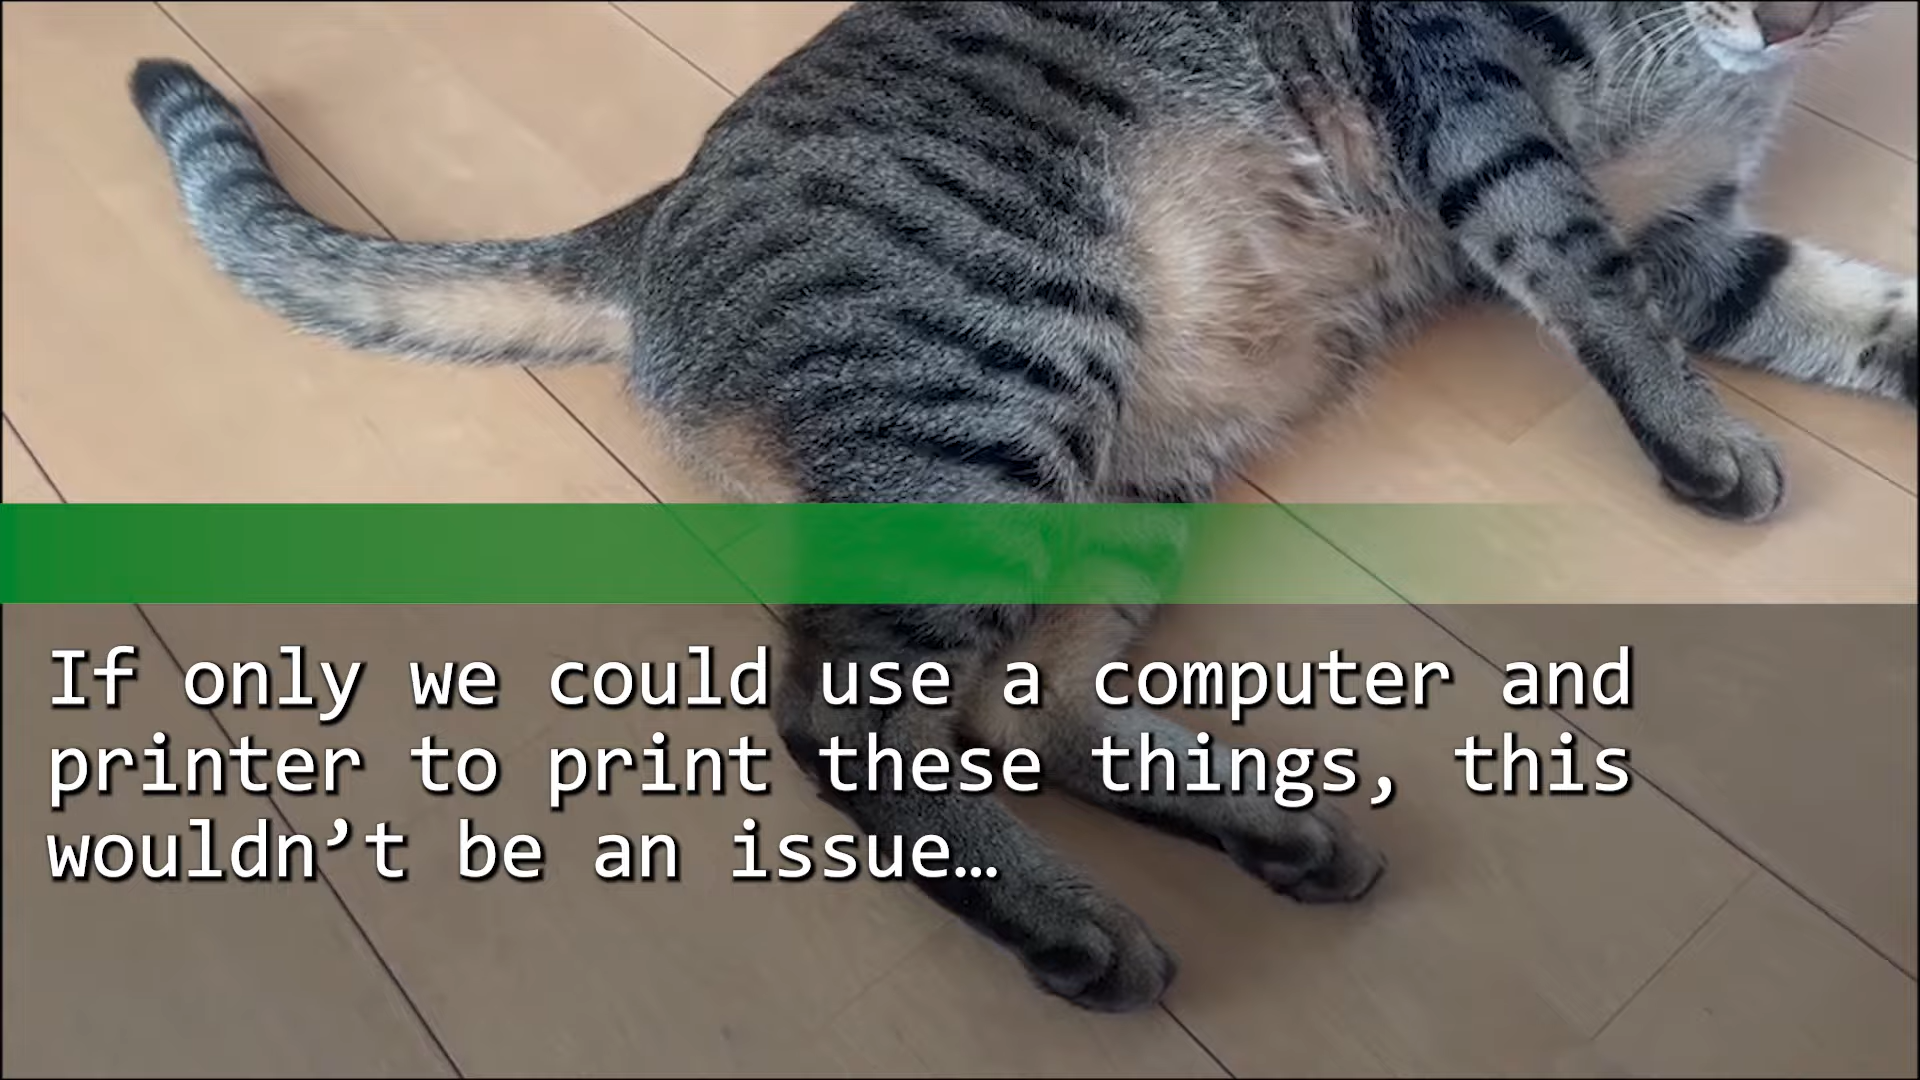 If only we could use a computer and
printer to print these things, this
wouldn’t be an issue…